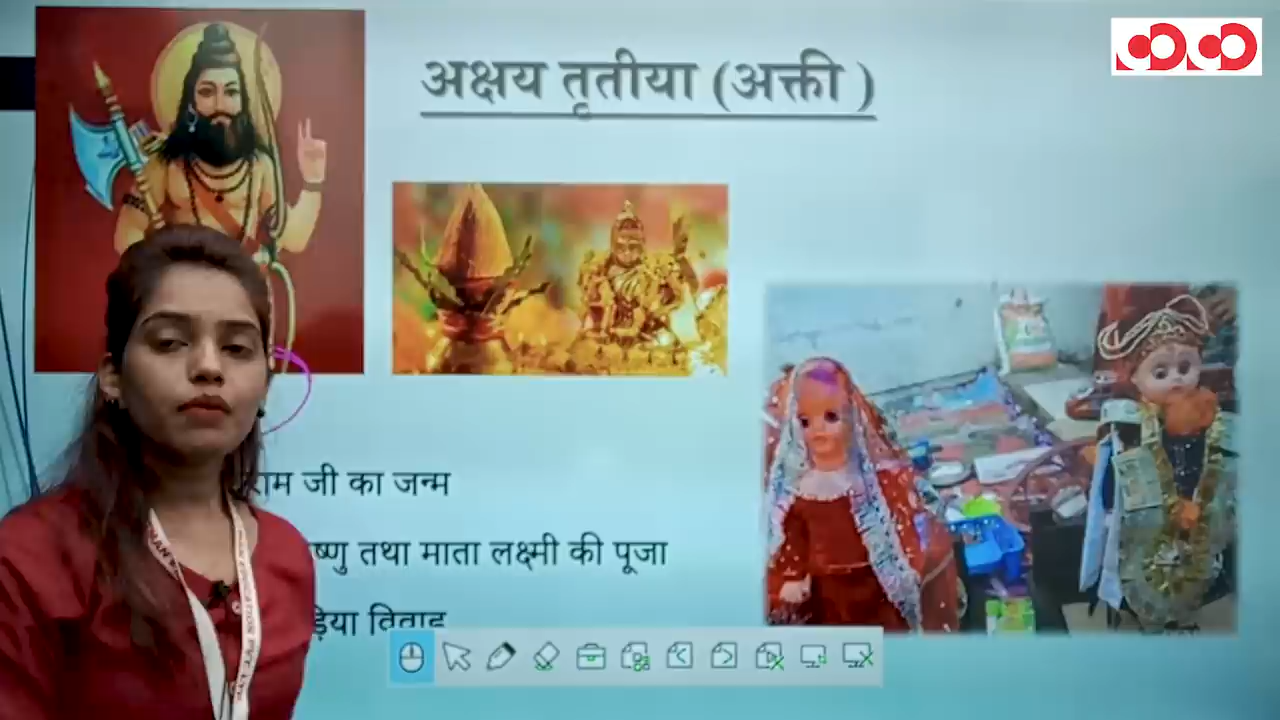 अक्षय तृतीया (अक्ती )
राम जी का जन्म
ष्णु तथा माता लक्ष्मी की पूजा
ड़िया विवाह